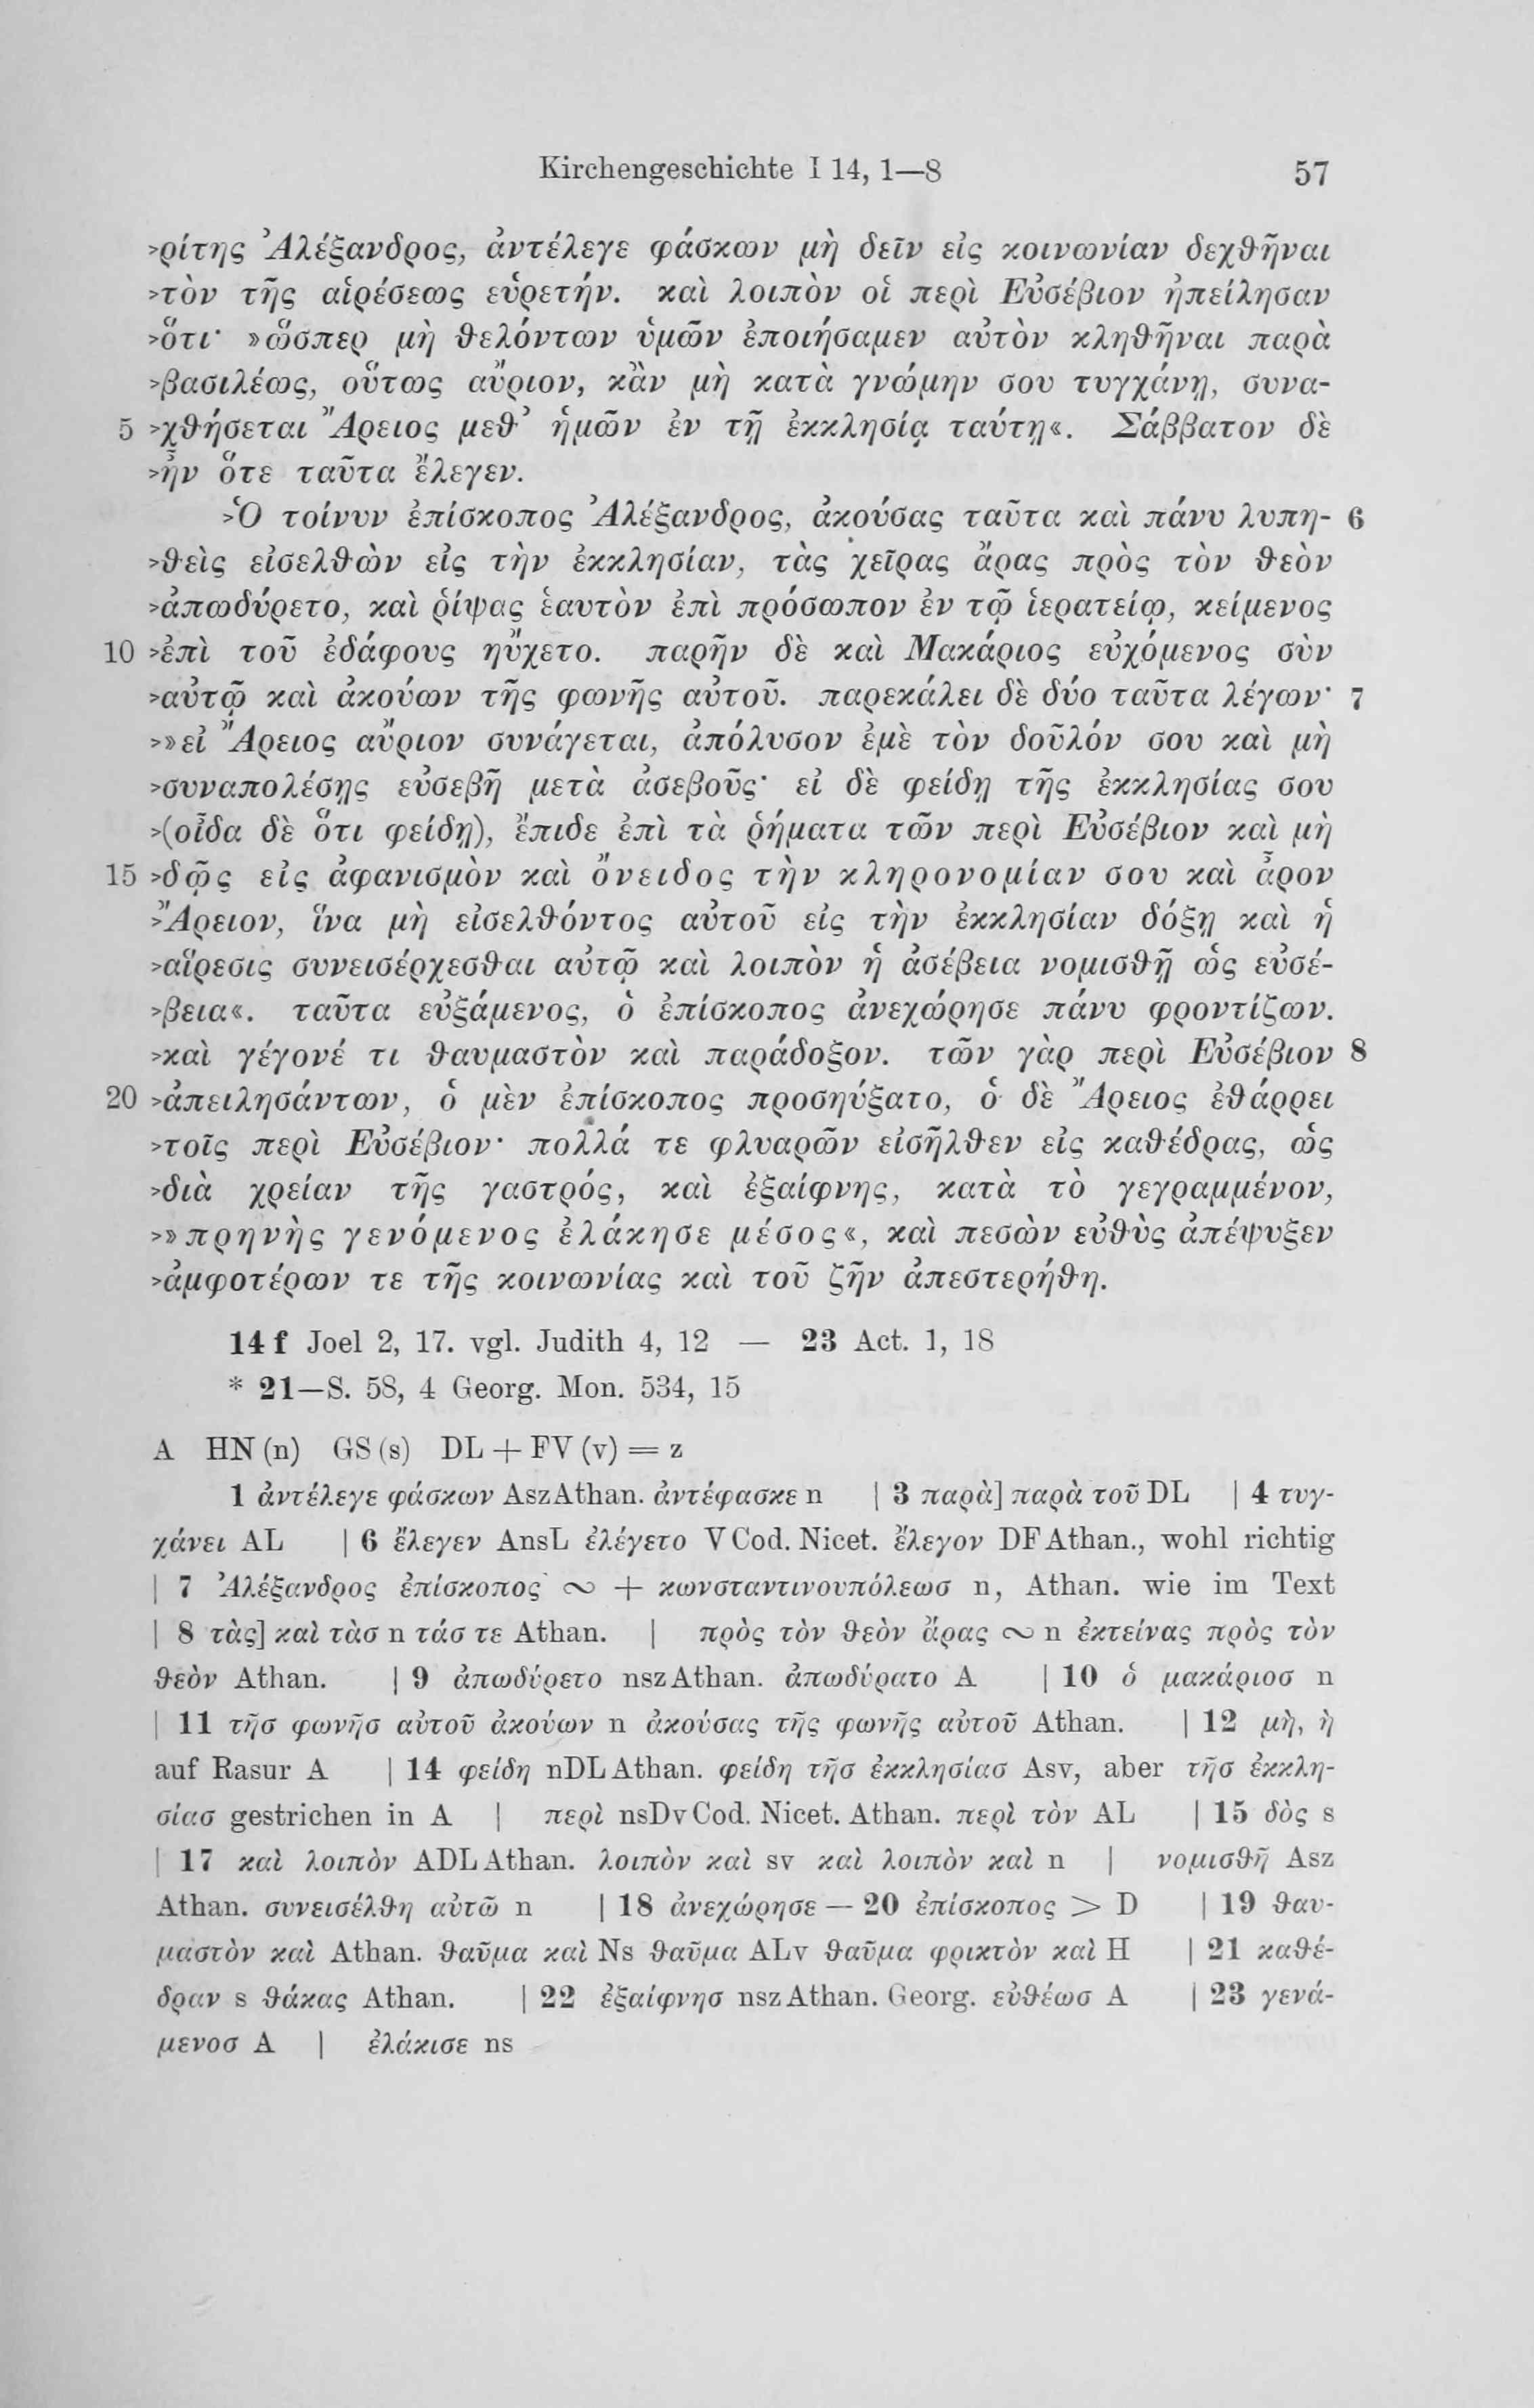 Kirchengeschichte I 14, 1—8 57
>ρίτης Ἀλέξανδρος, ἀντέλεγε φάσκων μὴ δεῖν εἰς κοινωνίαν δεχθῆναι
>τὸν τῆς αἱρέσεως εὑρετήν. καὶ λοιπὸν οἱ περὶ Εὐσέβιον ἠπείλησαν
>ὅτι· »ὥσπερ μὴ θελόντων ὑμῶν ἐποιήσαμεν αὐτὸν κληθῆναι παρὰ
>βασιλέως, οὕτως αὔριον, κἂν μὴ κατὰ γνώμην σου τυγχάνῃ, συνα-
5 >χθήσεται Ἄρειος μεθ' ἡμῶν ἐν τῇ ἐκκλησίᾳ ταύτῃ«. Σάββατον δὲ
>ἦν ὅτε ταῦτα ἔλεγεν.
>Ὁ τοίνυν ἐπίσκοπος Ἀλέξανδρος, ἀκούσας ταῦτα καὶ πάνυ λυπη- 6
>θεὶς εἰσελθὼν εἰς τὴν ἐκκλησίαν, τὰς χεῖρας ἄρας πρὸς τὸν θεὸν
>ἀπωδύρετο, καὶ ῥίψας ἑαυτὸν ἐπὶ πρόσωπον ἐν τῷ ἱερατείῳ, κείμενος
10 >ἐπὶ τοῦ ἐδάφους ηὔχετο. παρῆν δὲ καὶ Μακάριος εὐχόμενος σὺν
>αὐτῷ καὶ ἀκούων τῆς φωνῆς αὐτοῦ. παρεκάλει δὲ δύο ταῦτα λέγων· 7
>»εἰ Ἄρειος αὔριον συνάγεται, ἀπόλυσον ἐμὲ τὸν δοῦλόν σου καὶ μὴ
>συναπολέσῃς εὐσεβῆ μετὰ ἀσεβοῦς· εἰ δὲ φείδῃ τῆς ἐκκλησίας σου
>(οἶδα δὲ ὅτι φείδῃ), ἔπιδε ἐπὶ τὰ ῥήματα τῶν περὶ Εὐσέβιον καὶ μὴ
15 >δῷς εἰς ἀφανισμὸν καὶ ὄνειδος τὴν κληρονομίαν σου καὶ ἆρον
>Ἄρειον, ἵνα μὴ εἰσελθόντος αὐτοῦ εἰς τὴν ἐκκλησίαν δόξῃ καὶ ἡ
>αἵρεσις συνεισέρχεσθαι αὐτῷ καὶ λοιπὸν ἡ ἀσέβεια νομισθῇ ὡς εὐσέ-
>βεια«. ταῦτα εὐξάμενος, ὁ ἐπίσκοπος ἀνεχώρησε πάνυ φροντίζων.
>καὶ γέγονέ τι θαυμαστὸν καὶ παράδοξον. τῶν γὰρ περὶ Εὐσέβιον 8
20 >ἀπειλησάντων, ὁ μὲν ἐπίσκοπος προσηύξατο, ὁ δὲ Ἄρειος ἐθάρρει
>τοῖς περὶ Εὐσέβιον· πολλά τε φλυαρῶν εἰσῆλθεν εἰς καθέδρας, ὡς
>διὰ χρείαν τῆς γαστρός, καὶ ἐξαίφνης, κατὰ τὸ γεγραμμένον,
>»πρηνὴς γενόμενος ἐλάκησε μέσος«, καὶ πεσὼν εὐθὺς ἀπέψυξεν
>ἀμφοτέρων τε τῆς κοινωνίας καὶ τοῦ ζῆν ἀπεστερήθη.
14 f Joel 2, 17. vgl. Judith 4, 12 — 23 Act. 1, 18
* 21—S. 58, 4 Georg. Mon. 534, 15
A HN (n) GS (s) DL + FV (v) = z
1 ἀντέλεγε φάσκων AszAthan. ἀντέφασκε n | 3 παρὰ] παρὰ τοῦ DL | 4 τυγ-
χάνει AL | 6 ἔλεγεν AnsL ἐλέγετο V Cod. Nicet. ἔλεγον DF Athan., wohl richtig
| 7 Ἀλέξανδρος ἐπίσκοπος ∾ + κωνσταντινουπόλεωσ n, Athan. wie im Text
| 8 τὰς] καὶ τὰσ n τάσ τε Athan. | πρὸς τὸν θεὸν ἄρας ∾ n ἐκτείνας πρὸς τὸν
θεὸν Athan. | 9 ἀπωδύρετο nszAthan. ἀπωδύρατο A | 10 ὁ μακάριοσ n
| 11 τῆσ φωνῆσ αὐτοῦ ἀκούων n ἀκούσας τῆς φωνῆς αὐτοῦ Athan. | 12 μὴ, ὴ
auf Rasur A | 14 φείδη nDLAthan. φείδη τῆσ ἐκκλησίασ Asv, aber τῆσ ἐκκλη-
σίασ gestrichen in A | περὶ nsDvCod. Nicet. Athan. περὶ τὸν AL | 15 δὸς s
| 17 καὶ λοιπὸν ADLAthan. λοιπὸν καὶ sv καὶ λοιπὸν καὶ n | νομισθῆ Asz
Athan. συνεισέλθη αὐτῶ n | 18 ἀνεχώρησε — 20 ἐπίσκοπος > D | 19 θαυ-
μαστὸν καὶ Athan. θαῦμα καὶ Ns θαῦμα ALv θαῦμα φρικτὸν καὶ H | 21 καθέ-
δραν s θάκας Athan. | 22 ἐξαίφνησ nszAthan. Georg. εὐθέωσ A | 23 γενά-
μενοσ A | ἐλάκισε ns